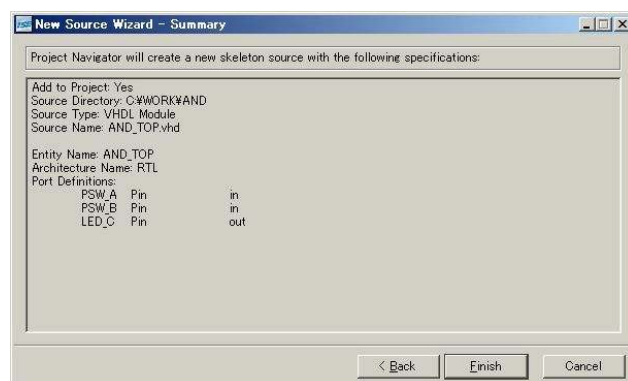 New Source Wizard - Summary
Project Navigator will create a new skeleton source with the following specifications:
Add to Project: Yes
Source Directory: C:¥WORK¥AND
Source Type: VHDL Module
Source Name: AND_TOP.vhd
Entity Name: AND_TOP
Architecture Name: RTL
Port Definitions:
PSW_A Pin in
PSW_B Pin in
LED_C Pin out
< Back Finish Cancel